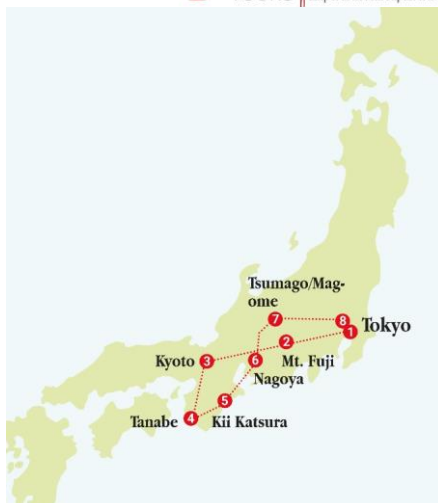 Tsumago/Mag-
ome
7
8
Tokyo
1
2
Kyoto
3
6
Mt. Fuji
Nagoya
5
Tanabe
4
Kii Katsura